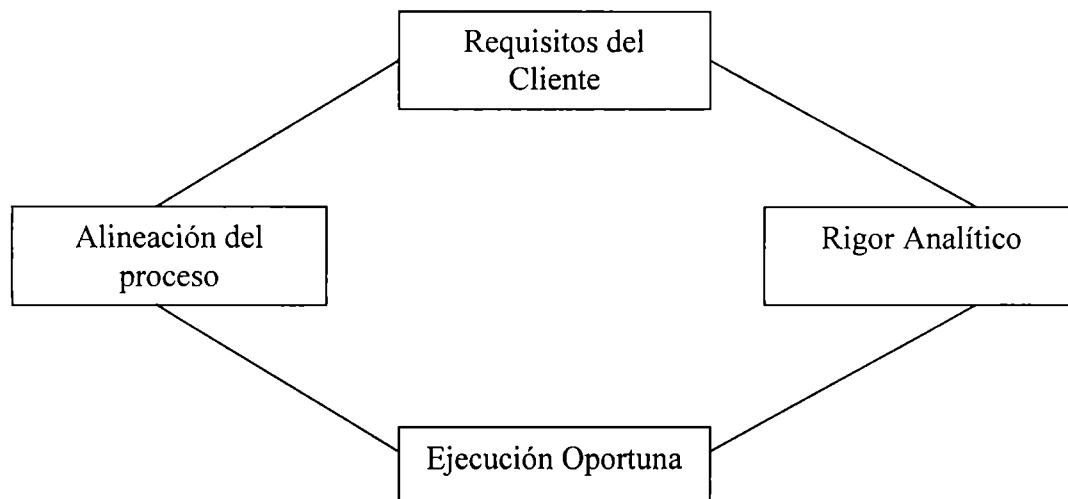 Requisitos del
Cliente
Alineación del
proceso
Rigor Analítico
Ejecución Oportuna